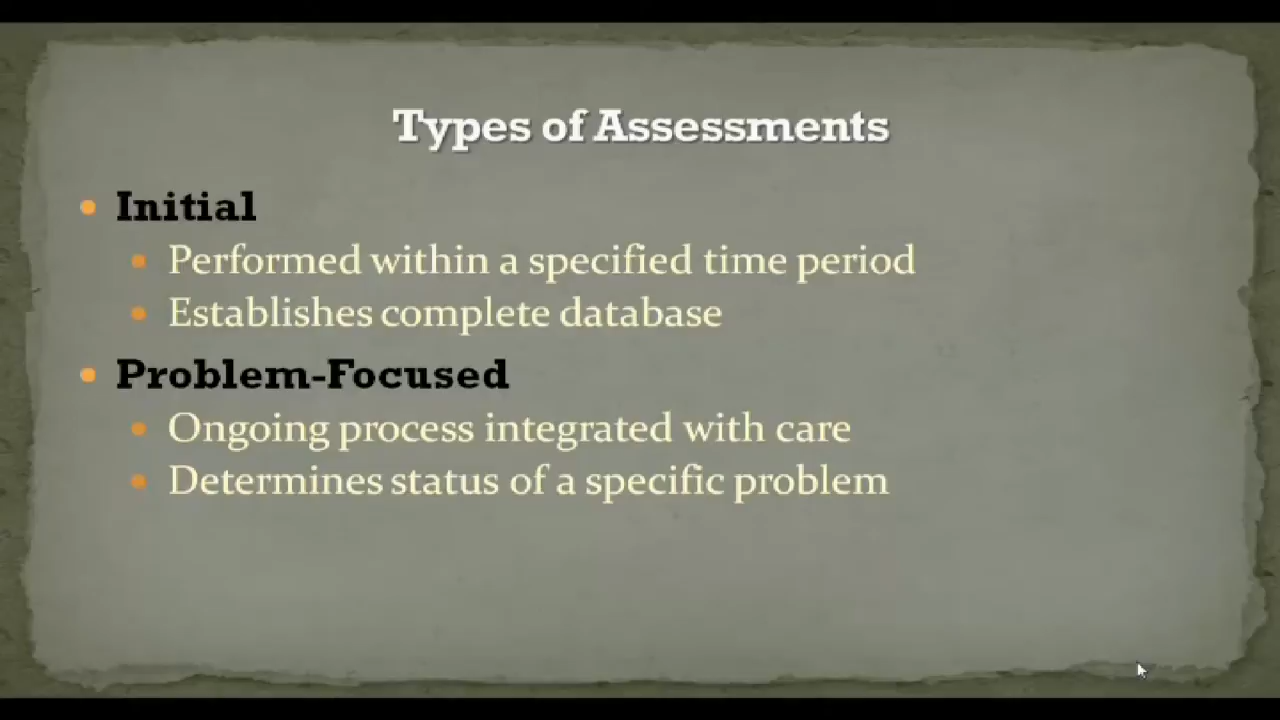 Types of Assessments
Initial
Performed within a specified time period
Establishes complete database
Problem-Focused
Ongoing process integrated with care
Determines status of a specific problem